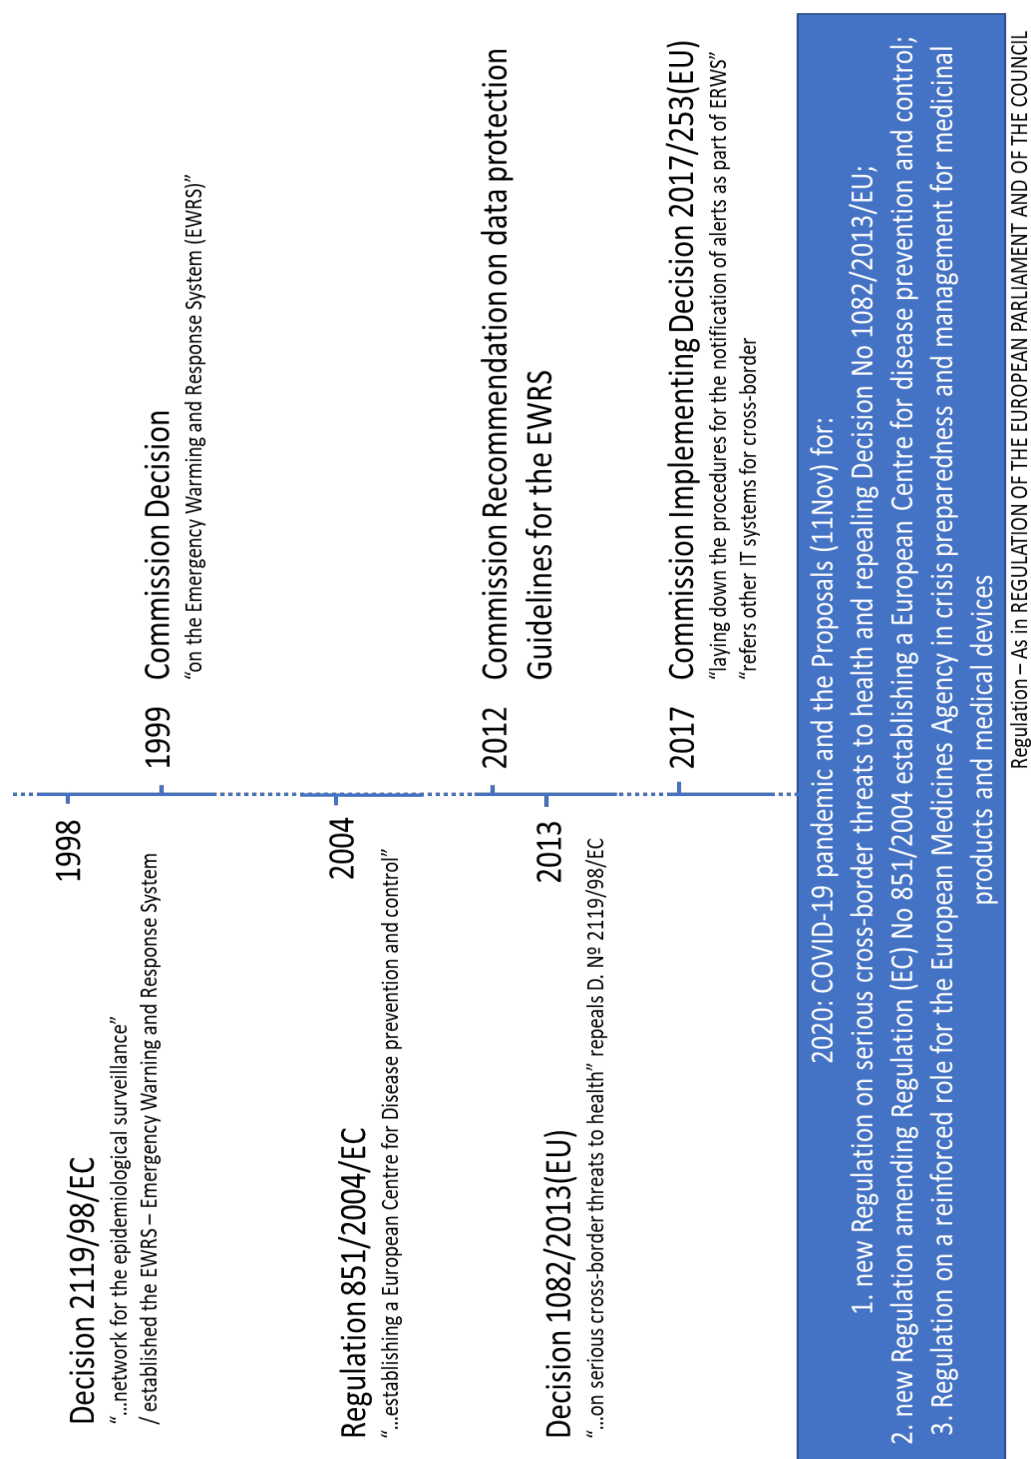 1998
Decision 2119/98/EC
“...network for the epidemiological surveillance”
/ established the EWRS – Emergency Warning and Response System
1999
Commission Decision
“on the Emergency Warming and Response System (EWRS)”
2004
Regulation 851/2004/EC
“...establishing a European Centre for Disease prevention and control”
2012
Commission Recommendation on data protection
Guidelines for the EWRS
2013
Decision 1082/2013(EU)
“...on serious cross-border threats to health” repeals D. Nº 2119/98/EC
2017
Commission Implementing Decision 2017/253(EU)
“laying down the procedures for the notification of alerts as part of ERWS”
“refers other IT systems for cross-border
2020: COVID-19 pandemic and the Proposals (11Nov) for:
1. new Regulation on serious cross-border threats to health and repealing Decision No 1082/2013/EU;
2. new Regulation amending Regulation (EC) No 851/2004 establishing a European Centre for disease prevention and control;
3. Regulation on a reinforced role for the European Medicines Agency in crisis preparedness and management for medicinal
products and medical devices
Regulation – As in REGULATION OF THE EUROPEAN PARLIAMENT AND OF THE COUNCIL